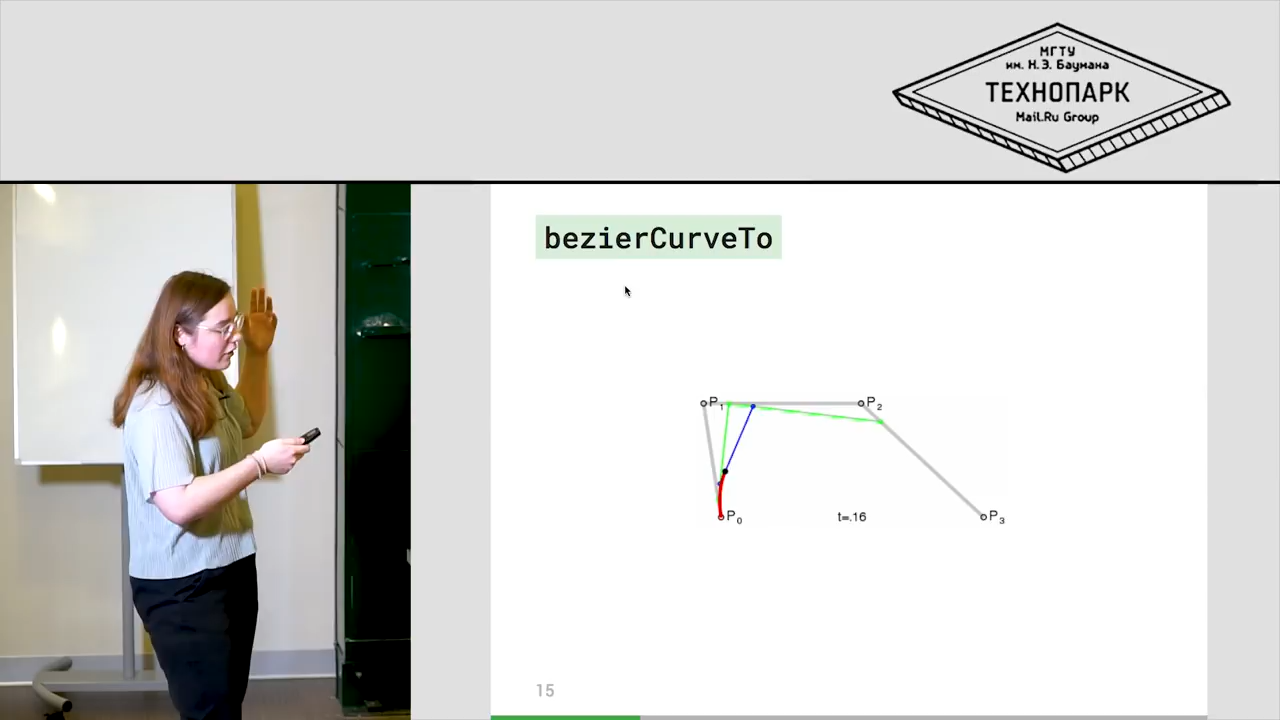 МГТУ
им. Н.Э. Баумана
ТЕХНОПАРК
Mail.Ru Group
bezierCurveTo
P1
P2
P0
t=.16
P3
15